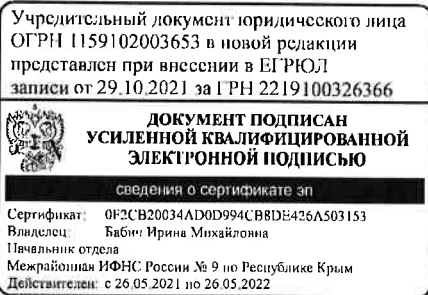 Учредительный документ юридического лица
ОГРН 1159102003653 в новой редакции
представлен при внесении в ЕГРЮЛ
записи от 29.10.2021 за ГРН 2219100326366
ДОКУМЕНТ ПОДПИСАН
УСИЛЕННОЙ КВАЛИФИЦИРОВАННОЙ
ЭЛЕКТРОННОЙ ПОДПИСЬЮ
сведения о сертификате эп
Сертификат: 0F2CB20034AD0D994CB8DE426A503153
Владелец: Бабич Ирина Михайловна
Начальник отдела
Межрайонная ИФНС России № 9 по Республике Крым
Действителен: с 26.05.2021 по 26.05.2022